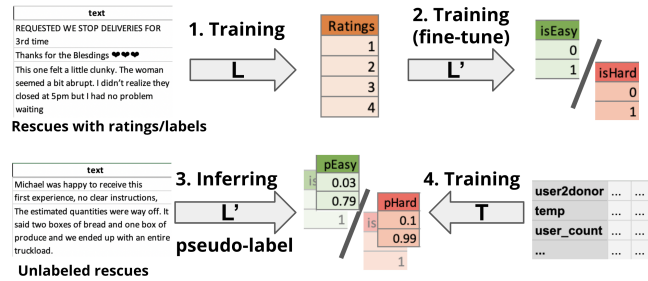 text
REQUESTED WE STOP DELIVERIES FOR
3rd time
Thanks for the Blesdings ❤❤❤
This one felt a little clunky. The woman
seemed a bit abrupt. I didn't realize they
closed at 5pm but I had no problem
waiting
Rescues with ratings/labels
1. Training
L
Ratings
1
2
3
4
2. Training
(fine-tune)
L'
isEasy
0
1
isHard
0
1
text
Michael was happy to receive this
first experience, no clear instructions,
The estimated quantities were way off. It
said two boxes of bread and one box of
produce and we ended up with an entire
truckload.
Unlabeled rescues
3. Inferring
L'
pseudo-label
pEasy
is
0.03
0.79
1
pHard
is
0.1
0.99
1
4. Training
T
user2donor ... ...
temp ... ...
user_count ... ...
... ... ...